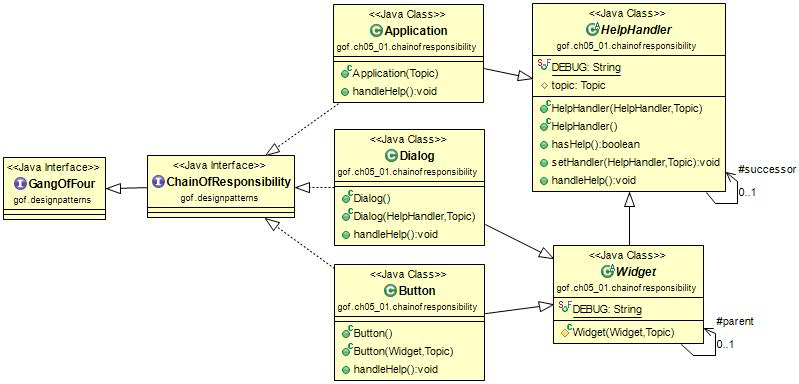 <<Java Interface>>
GangOfFour
gof.designpatterns
<<Java Interface>>
ChainOfResponsibility
gof.designpatterns
<<Java Class>>
Application
gof.ch05_01.chainofresponsibility
Application(Topic)
handleHelp():void
<<Java Class>>
Dialog
gof.ch05_01.chainofresponsibility
Dialog()
Dialog(HelpHandler,Topic)
handleHelp():void
<<Java Class>>
Button
gof.ch05_01.chainofresponsibility
Button()
Button(Widget,Topic)
handleHelp():void
<<Java Class>>
HelpHandler
gof.ch05_01.chainofresponsibility
DEBUG: String
topic: Topic
HelpHandler(HelpHandler,Topic)
HelpHandler()
hasHelp():boolean
setHandler(HelpHandler,Topic):void
handleHelp():void
#successor
0..1
<<Java Class>>
Widget
gof.ch05_01.chainofresponsibility
DEBUG: String
Widget(Widget,Topic)
#parent
0..1